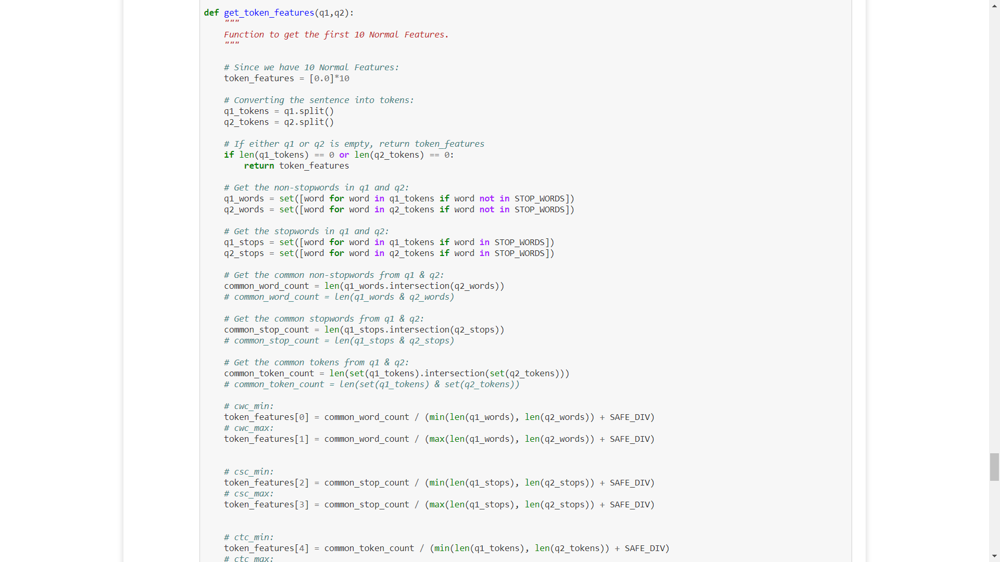 def get_token_features(q1,q2):
    """
    Function to get the first 10 Normal Features.
    """
    # Since we have 10 Normal Features:
    token_features = [0.0]*10
    # Converting the sentence into tokens:
    q1_tokens = q1.split()
    q2_tokens = q2.split()
    # If either q1 or q2 is empty, return token_features
    if len(q1_tokens) == 0 or len(q2_tokens) == 0:
        return token_features
    # Get the non-stopwords in q1 and q2:
    q1_words = set([word for word in q1_tokens if word not in STOP_WORDS])
    q2_words = set([word for word in q2_tokens if word not in STOP_WORDS])
    # Get the stopwords in q1 and q2:
    q1_stops = set([word for word in q1_tokens if word in STOP_WORDS])
    q2_stops = set([word for word in q2_tokens if word in STOP_WORDS])
    # Get the common non-stopwords from q1 & q2:
    common_word_count = len(q1_words.intersection(q2_words))
    # common_word_count = len(q1_words & q2_words)
    # Get the common stopwords from q1 & q2:
    common_stop_count = len(q1_stops.intersection(q2_stops))
    # common_stop_count = len(q1_stops & q2_stops)
    # Get the common tokens from q1 & q2:
    common_token_count = len(set(q1_tokens).intersection(set(q2_tokens)))
    # common_token_count = len(set(q1_tokens) & set(q2_tokens))
    # cwc_min:
    token_features[0] = common_word_count / (min(len(q1_words), len(q2_words)) + SAFE_DIV)
    # cwc_max:
    token_features[1] = common_word_count / (max(len(q1_words), len(q2_words)) + SAFE_DIV)
    # csc_min:
    token_features[2] = common_stop_count / (min(len(q1_stops), len(q2_stops)) + SAFE_DIV)
    # csc_max:
    token_features[3] = common_stop_count / (max(len(q1_stops), len(q2_stops)) + SAFE_DIV)
    # ctc_min:
    token_features[4] = common_token_count / (min(len(q1_tokens), len(q2_tokens)) + SAFE_DIV)
    # ctc_max: